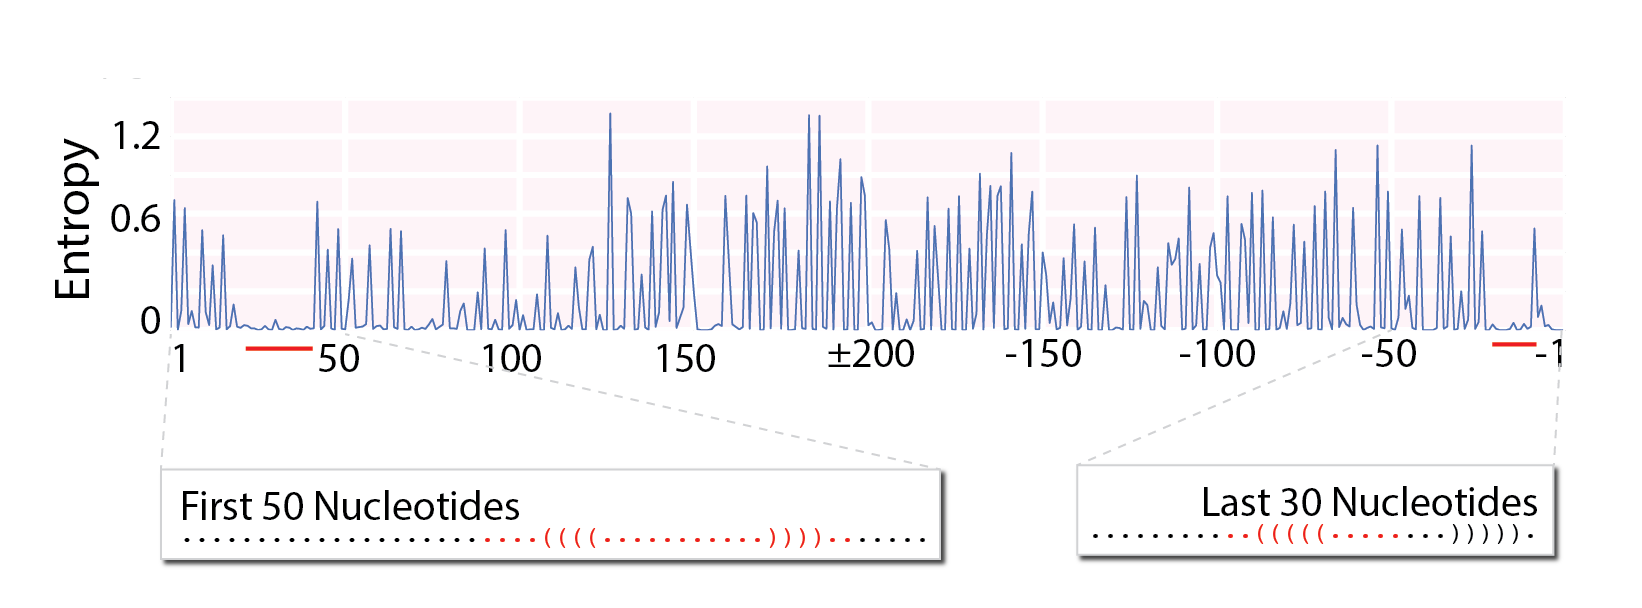 Entropy
1.2
0.6
0
1 50 100 150 ±200 -150 -100 -50 -1
First 50 Nucleotides
........................((((...........)))).......
Last 30 Nucleotides
...........(((((........))))).